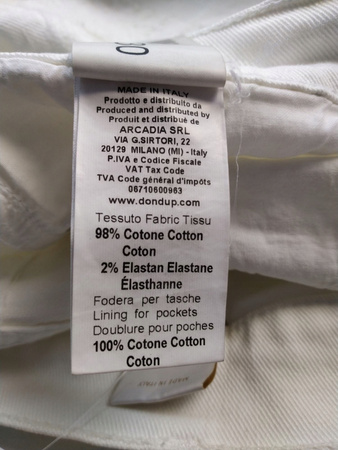 MADE IN ITALY
Prodotto e distribuito da
Produced and distributed by
Produit et distribué de
ARCADIA SRL
VIA G.SIRTORI, 22
20129 MILANO (MI) - Italy
P.IVA e Codice Fiscale
VAT Tax Code
TVA Code général d'impôts
06710600963
www.dondup.com
Tessuto Fabric Tissu
98% Cotone Cotton
Coton
2% Elastan Elastane
Élasthanne
Fodera per tasche
Lining for pockets
Doublure pour poches
100% Cotone Cotton
Coton